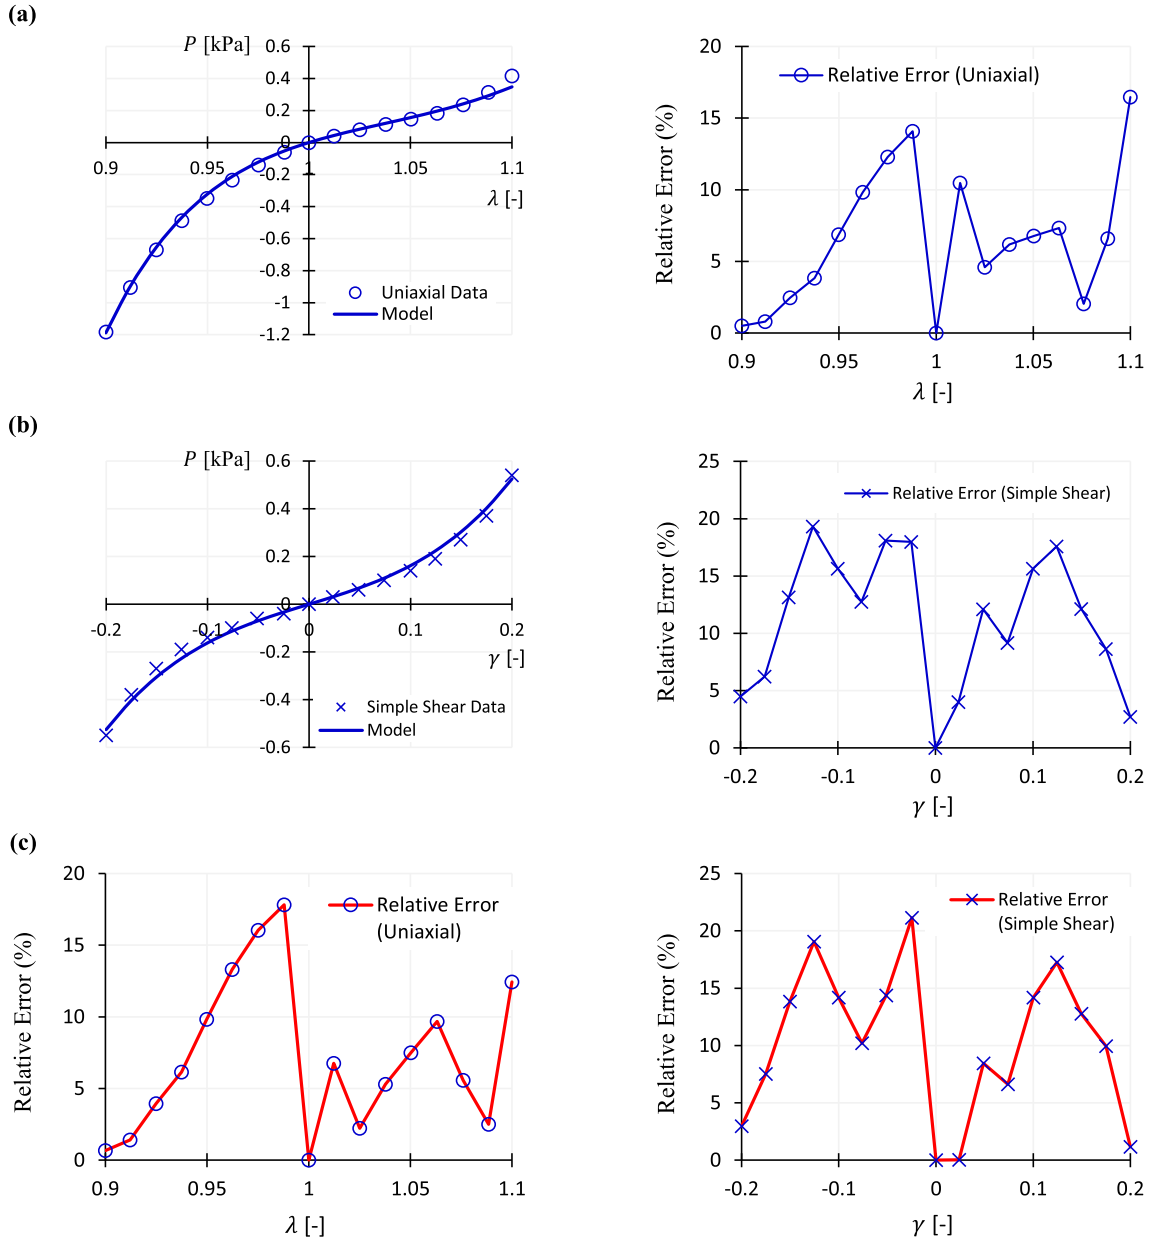 (a)
P [kPa]
0.6
0.4
0.2
0
-0.2
-0.4
-0.6
-0.8
-1
-1.2
0.9
0.95
1
1.05
1.1
λ [-]
Uniaxial Data
Model
Relative Error (%)
20
15
10
5
0
0.9
0.95
1
1.05
1.1
λ [-]
Relative Error (Uniaxial)
(b)
P [kPa]
0.6
0.4
0.2
0
-0.2
-0.4
-0.6
-0.2
-0.1
0
0.1
0.2
γ [-]
Simple Shear Data
Model
Relative Error (%)
25
20
15
10
5
0
-0.2
-0.1
0
0.1
0.2
γ [-]
Relative Error (Simple Shear)
(c)
Relative Error (%)
20
15
10
5
0
0.9
0.95
1
1.05
1.1
λ [-]
Relative Error
(Uniaxial)
Relative Error (%)
25
20
15
10
5
0
-0.2
-0.1
0
0.1
0.2
γ [-]
Relative Error
(Simple Shear)